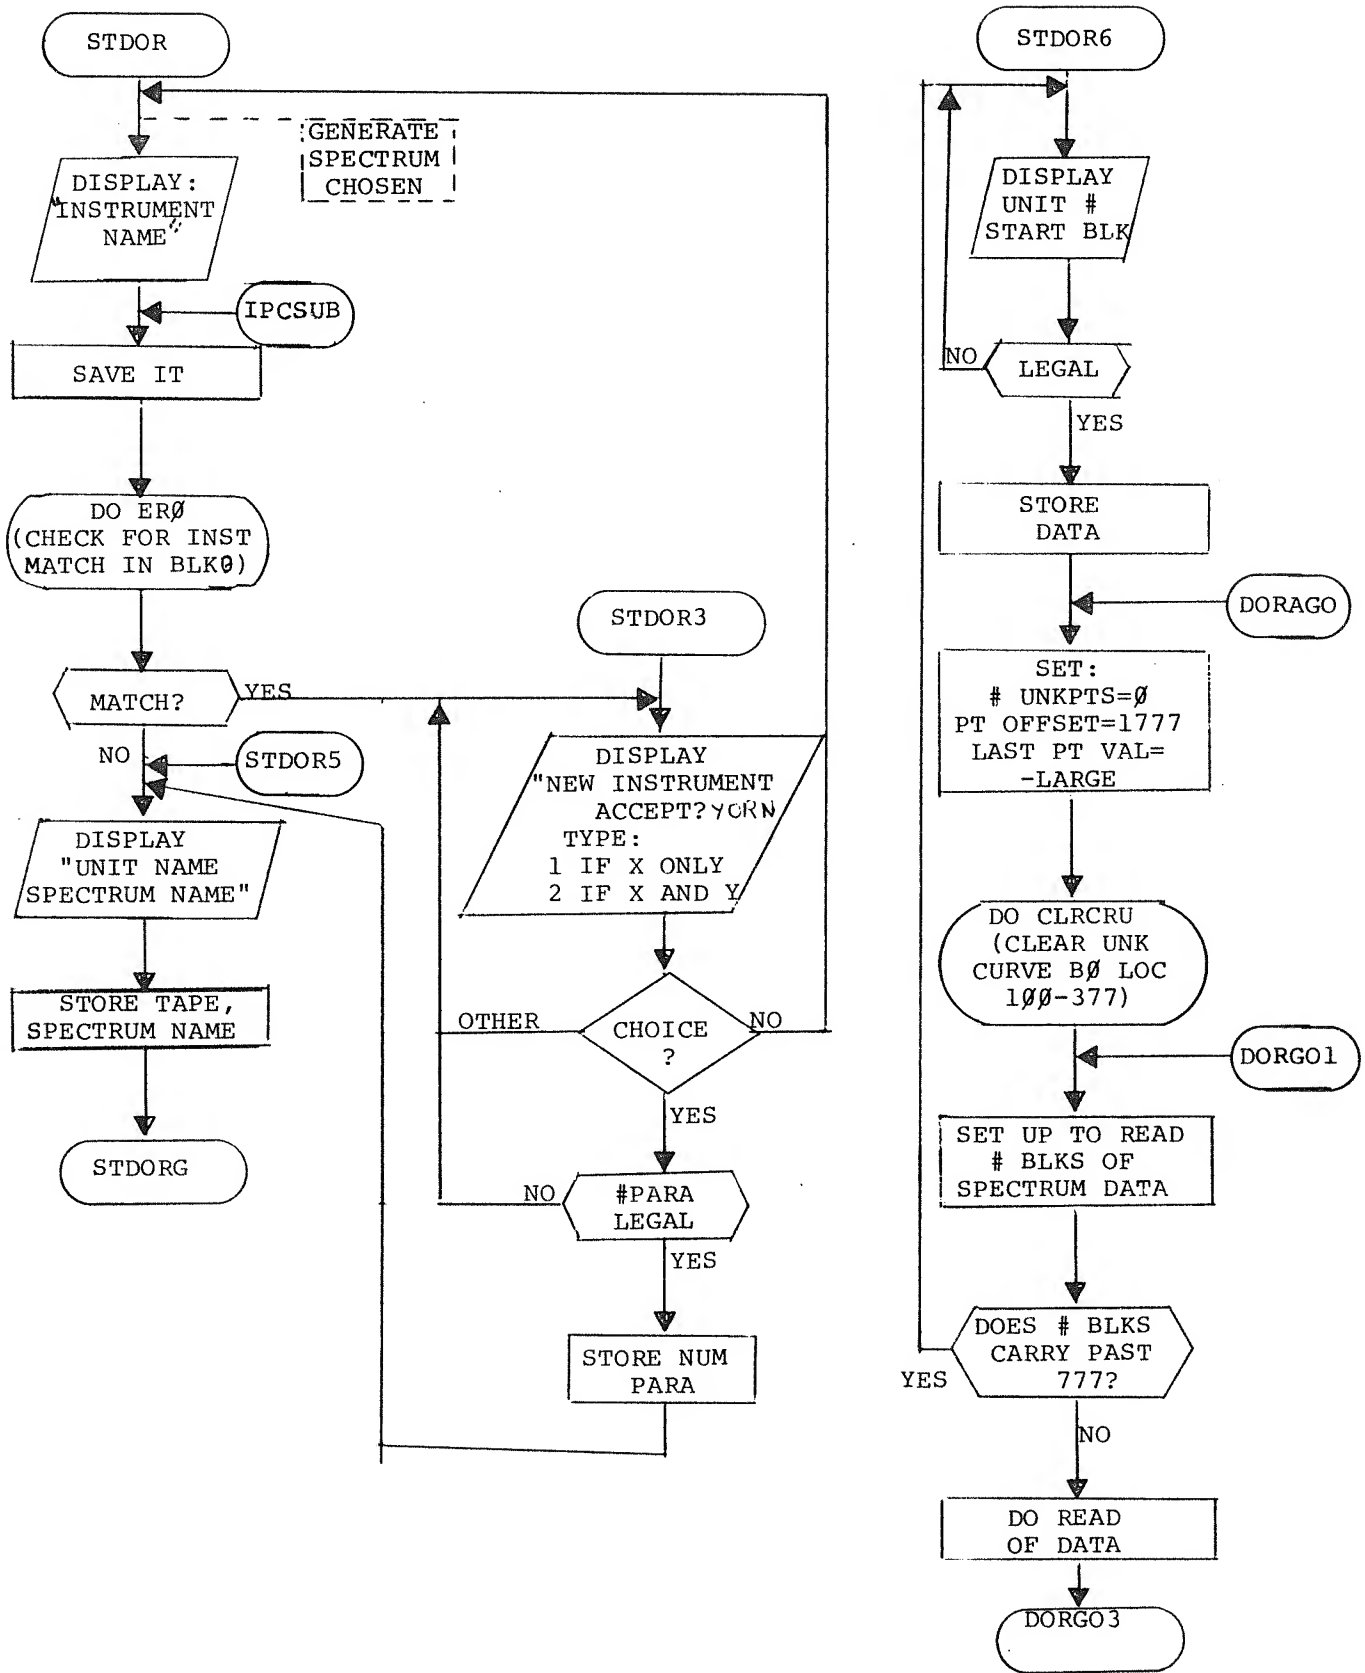 STDOR
GENERATE
SPECTRUM
CHOSEN
DISPLAY:
"INSTRUMENT
NAME"
IPCSUB
SAVE IT
DO ERØ
(CHECK FOR INST
MATCH IN BLKØ)
MATCH?
YES
NO
STDOR5
DISPLAY
"UNIT NAME
SPECTRUM NAME"
STORE TAPE,
SPECTRUM NAME
STDORG
STDOR3
DISPLAY
"NEW INSTRUMENT
ACCEPT? YORN
TYPE:
1 IF X ONLY
2 IF X AND Y
OTHER
CHOICE
?
NO
YES
NO
#PARA
LEGAL
YES
STORE NUM
PARA
STDOR6
DISPLAY
UNIT #
START BLK
NO
LEGAL
YES
STORE
DATA
DORAGO
SET:
# UNKPTS=Ø
PT OFFSET=1777
LAST PT VAL=
-LARGE
DO CLRCRU
(CLEAR UNK
CURVE BØ LOC
1ØØ-377)
DORGO1
SET UP TO READ
# BLKS OF
SPECTRUM DATA
DOES # BLKS
CARRY PAST
777?
YES
NO
DO READ
OF DATA
DORGO3